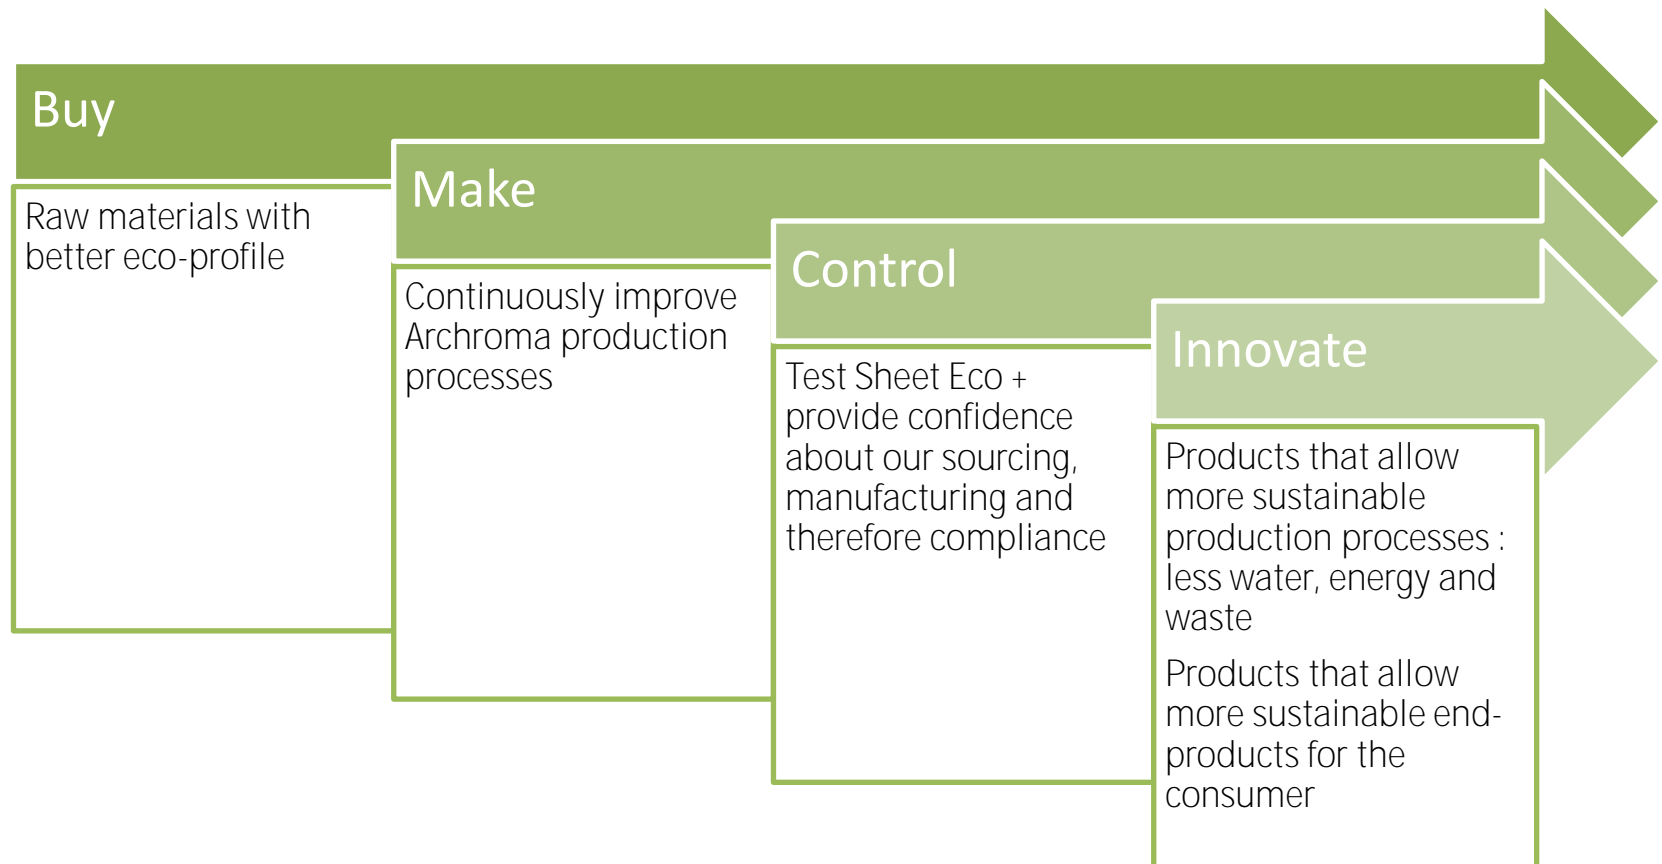 Buy
Raw materials with
better eco-profile
Make
Continuously improve
Archroma production
processes
Control
Test Sheet Eco +
provide confidence
about our sourcing,
manufacturing and
therefore compliance
Innovate
Products that allow
more sustainable
production processes :
less water, energy and
waste
Products that allow
more sustainable end-
products for the
consumer